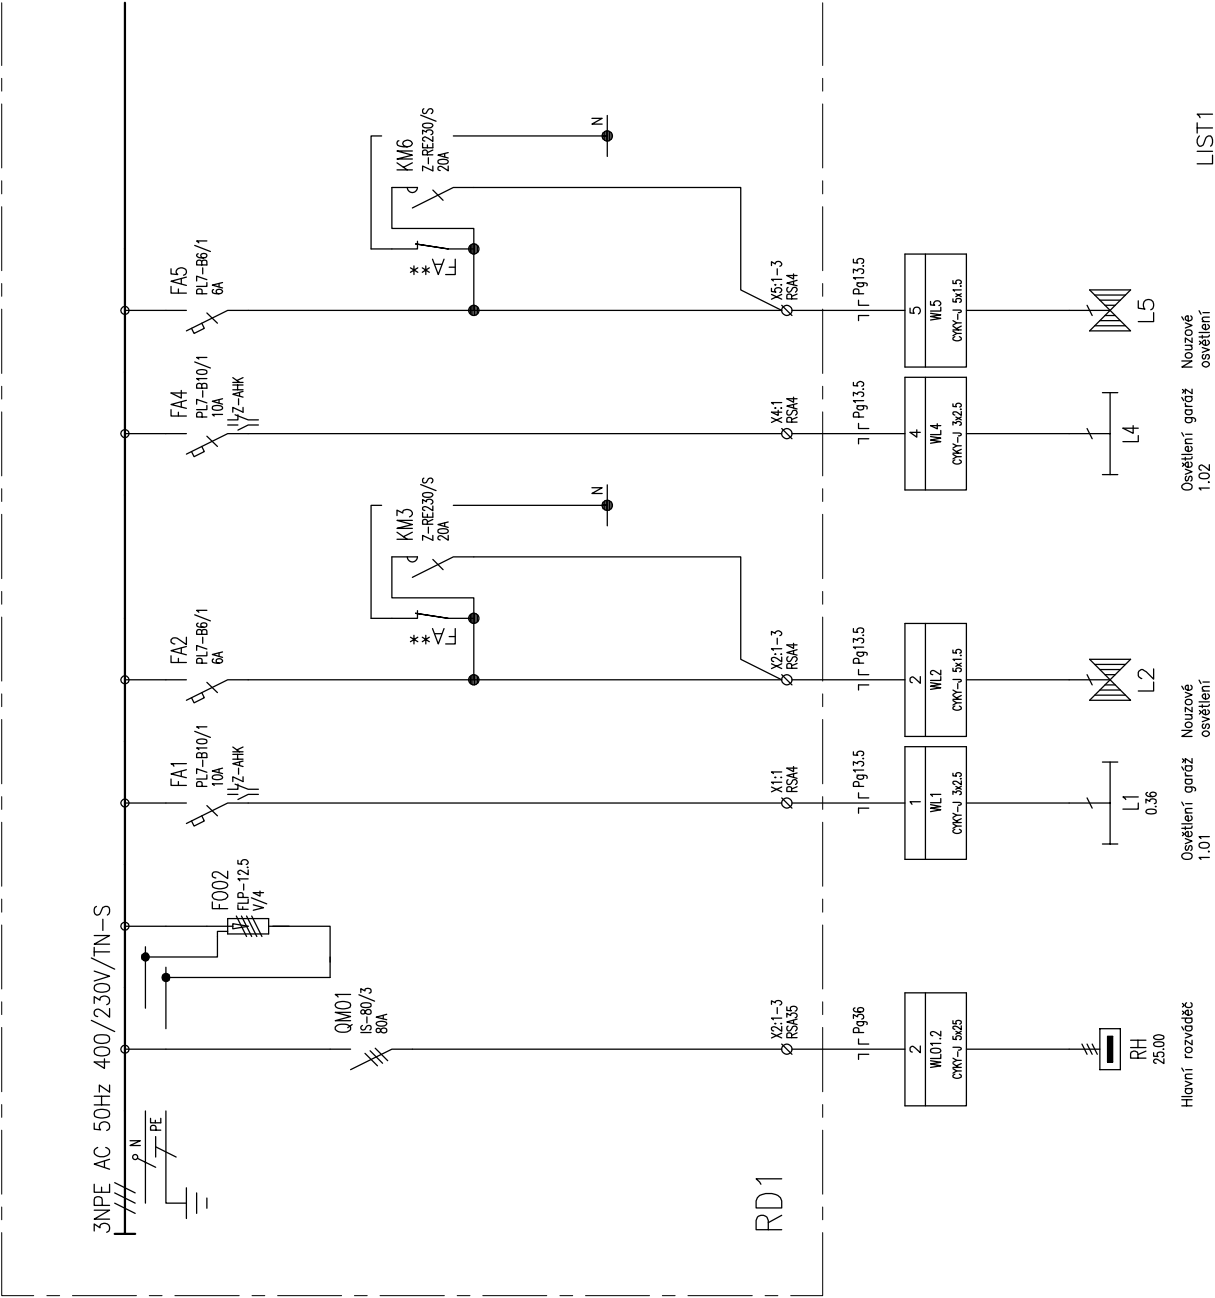 3NPE AC 50Hz 400/230V/TN-S
N
PE
RD1
QM01
IS-80/3
80A
X2:1-3
RSA35
Pg36
2
WL01.2
CYKY-J 5x25
RH
25.00
Hlavní rozváděč
F002
FLP-12.5
V/4
FA1
PL7-B10/1
10A
Z-AHK
X1:1
RSA4
Pg13.5
1
WL1
CYKY-J 3x2.5
L1
0.36
Osvětlení garáž
1.01
FA2
PL7-B6/1
6A
FA**
KM3
Z-RE230/S
20A
N
X2:1-3
RSA4
Pg13.5
2
WL2
CYKY-J 5x1.5
L2
Nouzové
osvětlení
FA4
PL7-B10/1
10A
Z-AHK
X4:1
RSA4
Pg13.5
4
WL4
CYKY-J 3x2.5
L4
Osvětlení garáž
1.02
FA5
PL7-B6/1
6A
FA**
KM6
Z-RE230/S
20A
N
X5:1-3
RSA4
Pg13.5
5
WL5
CYKY-J 5x1.5
L5
Nouzové
osvětlení
LIST1